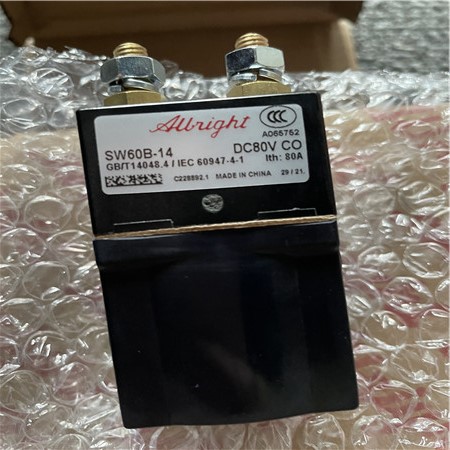 Albright
CCC
A065752
SW60B-14 DC80V CO
GB/T14048.4 / IEC 60947-4-1 Ith: 80A
C228892.1 MADE IN CHINA 29 / 21.